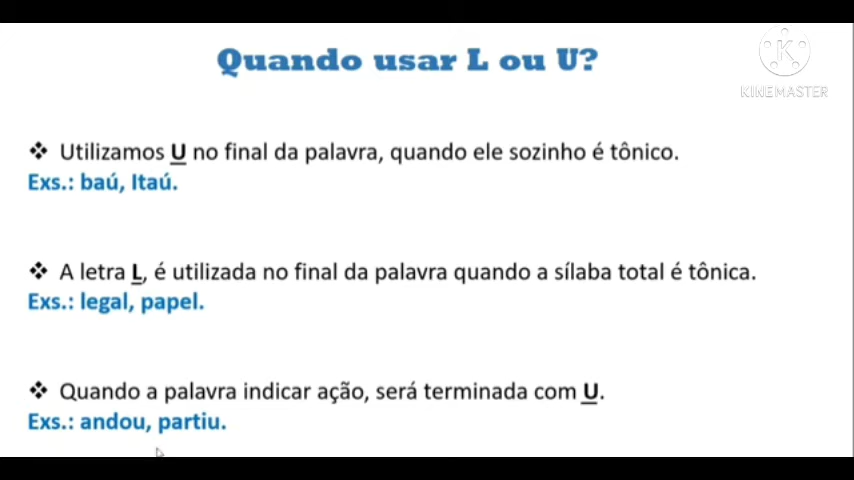 Quando usar L ou U?
K
KINEMASTER
❖ Utilizamos U no final da palavra, quando ele sozinho é tônico.
Exs.: baú, Itaú.
❖ A letra L, é utilizada no final da palavra quando a sílaba total é tônica.
Exs.: legal, papel.
❖ Quando a palavra indicar ação, será terminada com U.
Exs.: andou, partiu.